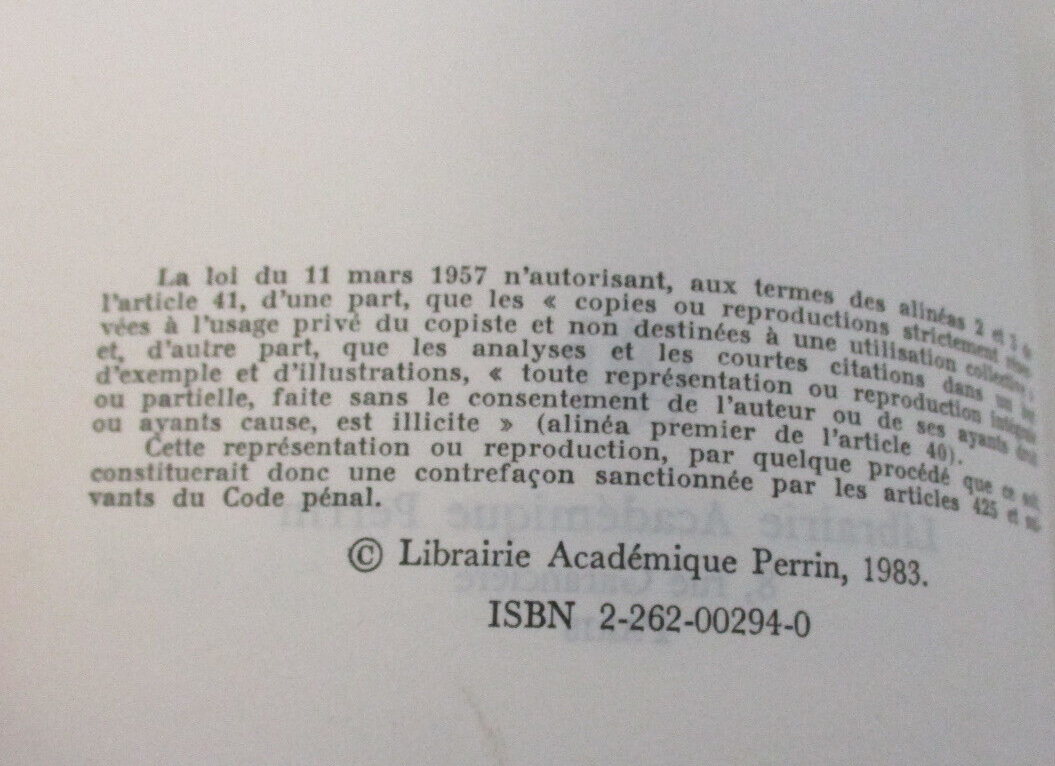 La loi du 11 mars 1957 n'autorisant, aux termes des alinéas 2 et 3 de
l'article 41, d'une part, que les « copies ou reproductions strictement
vées à l'usage privé du copiste et non destinées à une utilisation collective »
et, d'autre part, que les analyses et les courtes citations dans un but
d'exemple et d'illustrations, « toute représentation ou reproduction
ou partielle, faite sans le consentement de l'auteur ou de ses ayants
ou ayants cause, est illicite » (alinéa premier de l'article 40).
Cette représentation ou reproduction, par quelque procédé que ce soit
constituerait donc une contrefaçon sanctionnée par les articles 425 et
vants du Code pénal.
© Librairie Académique Perrin, 1983.
ISBN 2-262-00294-0